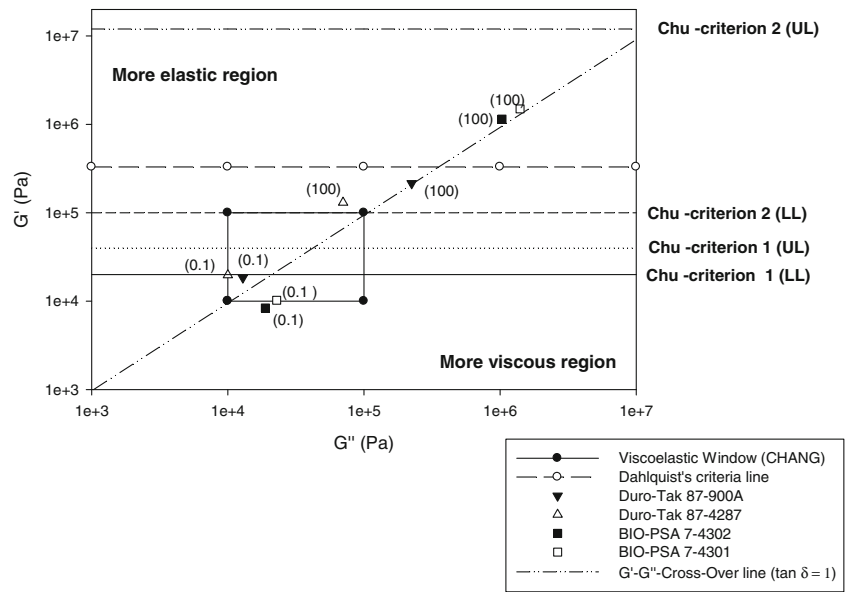 1e+7
Chu -criterion 2 (UL)
More elastic region
(100)
1e+6
(100)
G' (Pa)
(100)
(100)
1e+5
Chu -criterion 2 (LL)
Chu -criterion 1 (UL)
(0.1) (0.1)
Chu -criterion 1 (LL)
1e+4
(0.1 )
(0.1)
More viscous region
1e+3
1e+3 1e+4 1e+5 1e+6 1e+7
G'' (Pa)
Viscoelastic Window (CHANG)
Dahlquist's criteria line
Duro-Tak 87-900A
Duro-Tak 87-4287
BIO-PSA 7-4302
BIO-PSA 7-4301
G'-G''-Cross-Over line (tan δ = 1)